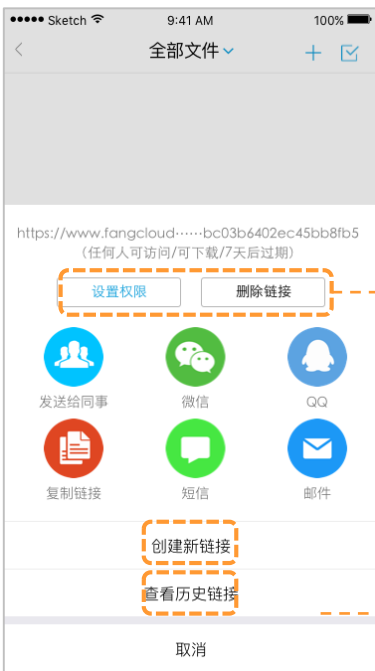 Sketch 9:41 AM 100%
全部文件
https://www.fangcloud······bc03b6402ec45bb8fb5
（任何人可访问/可下载/7天后过期）
设置权限 删除链接
发送给同事 微信 QQ
复制链接 短信 邮件
创建新链接
查看历史链接
取消